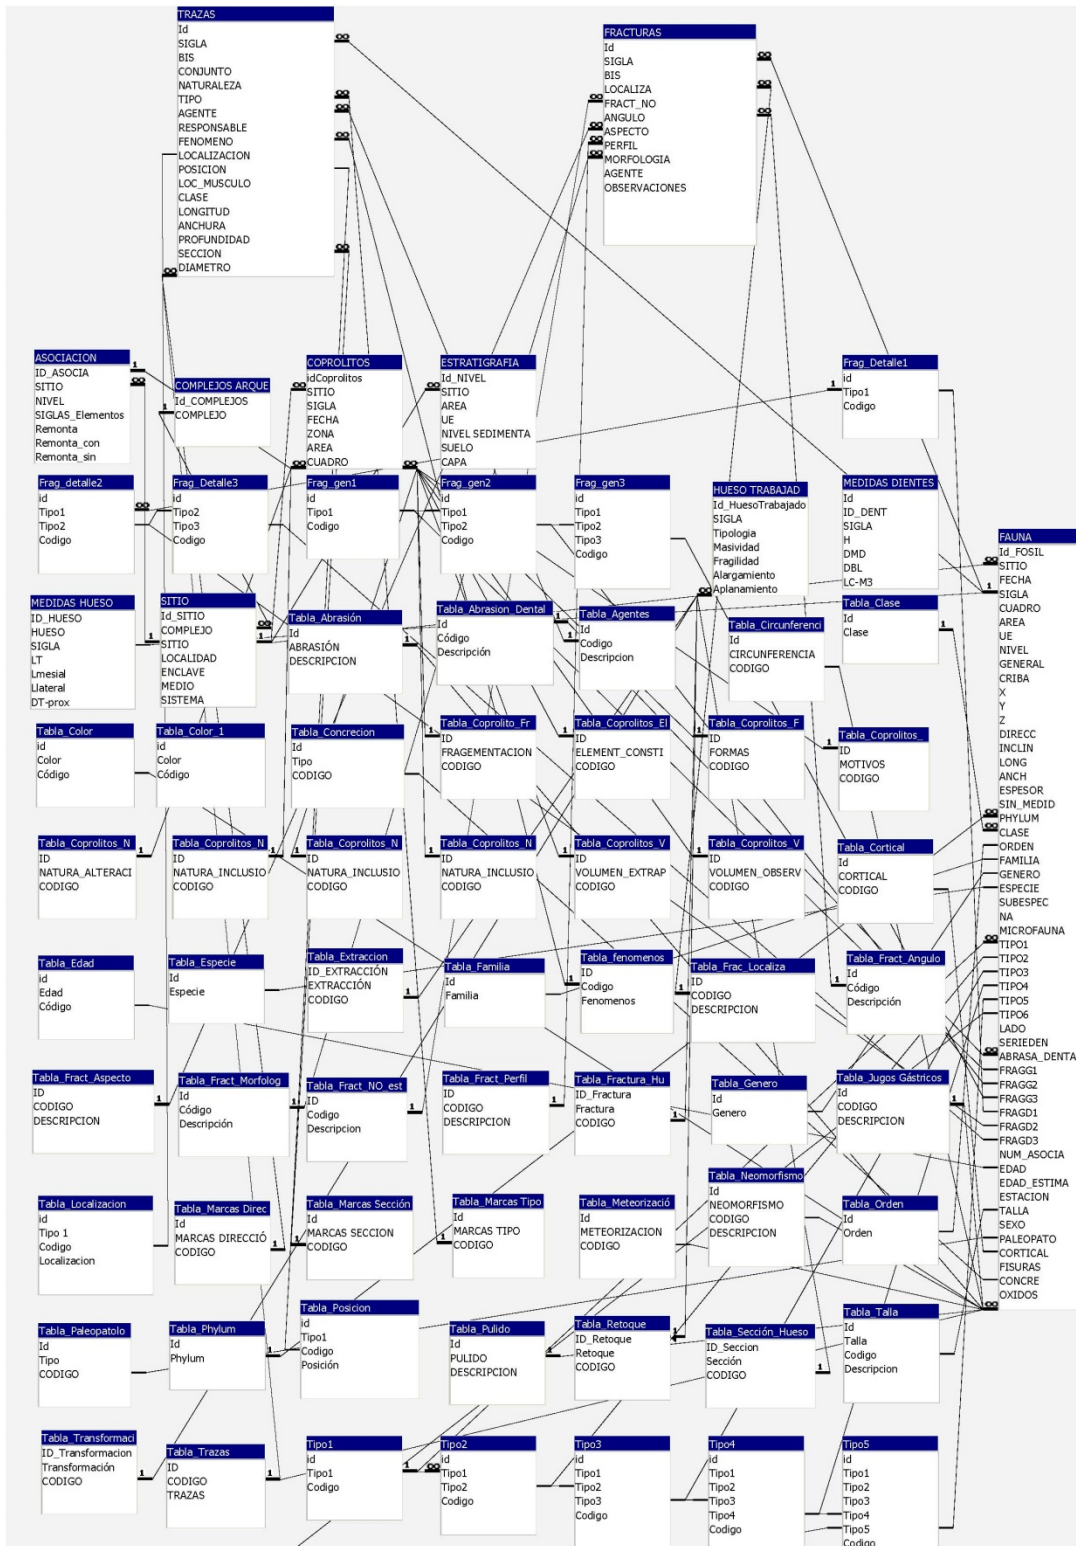 TRAZAS
Id
SIGLA
BIS
CONJUNTO
NATURALEZA
TIPO
AGENTE
RESPONSABLE
FENOMENO
LOCALIZACION
POSICION
LOC_MUSCULO
CLASE
LONGITUD
ANCHURA
PROFUNDIDAD
SECCION
DIAMETRO
FRACTURAS
Id
SIGLA
BIS
LOCALIZA
FRACT_NO
ANGULO
ASPECTO
PERFIL
MORFOLOGIA
AGENTE
OBSERVACIONES
ASOCIACION
ID_ASOCIA
SITIO
NIVEL
SIGLAS_Elementos
Remonta
Remonta_con
Remonta_sin
COMPLEJOS ARQUE
Id_COMPLEJOS
COMPLEJO
COPROLITOS
idCoprolitos
SITIO
SIGLA
FECHA
ZONA
AREA
CUADRO
ESTRATIGRAFIA
Id_NIVEL
SITIO
AREA
UE
NIVEL SEDIMENTA
SUELO
CAPA
Frag_Detalle1
id
Tipo1
Codigo
Frag_detalle2
id
Tipo1
Tipo2
Codigo
Frag_Detalle3
id
Tipo2
Tipo3
Codigo
Frag_gen1
id
Tipo1
Codigo
Frag_gen2
id
Tipo1
Tipo2
Codigo
Frag_gen3
id
Tipo1
Tipo2
Tipo3
Codigo
HUESO TRABAJAD
Id_HuesoTrabajado
SIGLA
Tipologia
Masividad
Fragilidad
Alargamiento
Aplanamiento
MEDIDAS DIENTES
Id
ID_DENT
SIGLA
H
DMD
DBL
LC-M3
FAUNA
Id_FOSIL
SITIO
FECHA
SIGLA
CUADRO
AREA
UE
NIVEL
GENERAL
CRIBA
X
Y
Z
DIRECC
INCLIN
LONG
ANCH
ESPESOR
SIN_MEDID
PHYLUM
CLASE
ORDEN
FAMILIA
GENERO
ESPECIE
SUBESPEC
NA
MICROFAUNA
TIPO1
TIPO2
TIPO3
TIPO4
TIPO5
TIPO6
LADO
SERIEDEN
ABRASA_DENTA
FRAGG1
FRAGG2
FRAGG3
FRAGD1
FRAGD2
FRAGD3
NUM_ASOCIA
EDAD
EDAD_ESTIMA
ESTACION
TALLA
SEXO
PALEOPATO
CORTICAL
FISURAS
CONCRE
OXIDOS
MEDIDAS HUESO
ID_HUESO
HUESO
SIGLA
LT
Lmesial
Llateral
DT-prox
SITIO
Id_SITIO
COMPLEJO
SITIO
LOCALIDAD
ENCLAVE
MEDIO
SISTEMA
Tabla_Abrasión
Id
ABRASIÓN
DESCRIPCION
Tabla_Abrasion_Dental
Id
Código
Descripción
Tabla_Agentes
Id
Codigo
Descripcion
Tabla_Circunferenci
Id
CIRCUNFERENCIA
CODIGO
Tabla_Clase
Id
Clase
Tabla_Color
id
Color
Código
Tabla_Color_1
id
Color
Código
Tabla_Concrecion
Id
Tipo
CODIGO
Tabla_Coprolito_Fr
ID
FRAGEMENTACION
CODIGO
Tabla_Coprolitos_El
ID
ELEMENT_CONSTI
CODIGO
Tabla_Coprolitos_F
ID
FORMAS
CODIGO
Tabla_Coprolitos_
ID
MOTIVOS
CODIGO
Tabla_Coprolitos_N
ID
NATURA_ALTERACI
CODIGO
Tabla_Coprolitos_N
ID
NATURA_INCLUSIO
CODIGO
Tabla_Coprolitos_N
ID
NATURA_INCLUSIO
CODIGO
Tabla_Coprolitos_N
ID
NATURA_INCLUSIO
CODIGO
Tabla_Coprolitos_V
ID
VOLUMEN_EXTRAP
CODIGO
Tabla_Coprolitos_V
ID
VOLUMEN_OBSERV
CODIGO
Tabla_Cortical
Id
CORTICAL
CODIGO
Tabla_Edad
id
Edad
Código
Tabla_Especie
Id
Especie
Tabla_Extraccion
ID_EXTRACCIÓN
EXTRACCIÓN
CODIGO
Tabla_Familia
Id
Familia
Tabla_fenomenos
ID
Codigo
Fenomenos
Tabla_Frac_Localiza
ID
CODIGO
DESCRIPCION
Tabla_Fract_Angulo
Id
Código
Descripción
Tabla_Fract_Aspecto
ID
CODIGO
DESCRIPCION
Tabla_Fract_Morfolog
Id
Código
Descripción
Tabla_Fract_NO_est
ID
Codigo
Descripcion
Tabla_Fract_Perfil
ID
CODIGO
DESCRIPCION
Tabla_Fractura_Hu
ID_Fractura
Fractura
CODIGO
Tabla_Genero
Id
Genero
Tabla_Jugos Gástricos
ID
CODIGO
DESCRIPCION
Tabla_Localizacion
id
Tipo 1
Codigo
Localizacion
Tabla_Marcas Direc
Id
MARCAS DIRECCIÓ
CODIGO
Tabla_Marcas Sección
Id
MARCAS SECCION
CODIGO
Tabla_Marcas Tipo
Id
MARCAS TIPO
CODIGO
Tabla_Meteorizació
Id
METEORIZACION
CODIGO
Tabla_Neomorfismo
Id
NEOMORFISMO
CODIGO
DESCRIPCION
Tabla_Orden
Id
Orden
Tabla_Paleopatolo
Id
Tipo
CODIGO
Tabla_Phylum
Id
Phylum
Tabla_Posicion
id
Tipo1
Codigo
Posición
Tabla_Pulido
Id
PULIDO
DESCRIPCION
Tabla_Retoque
ID_Retoque
Retoque
CODIGO
Tabla_Sección_Hueso
ID_Seccion
Sección
CODIGO
Tabla_Talla
Id
Talla
Codigo
Descripcion
Tabla_Transformaci
ID_Transformacion
Transformación
CODIGO
Tabla_Trazas
ID
CODIGO
TRAZAS
Tipo1
id
Tipo1
Codigo
Tipo2
id
Tipo1
Tipo2
Codigo
Tipo3
id
Tipo1
Tipo2
Tipo3
Codigo
Tipo4
id
Tipo1
Tipo2
Tipo3
Tipo4
Codigo
Tipo5
id
Tipo1
Tipo2
Tipo3
Tipo4
Tipo5
Codigo